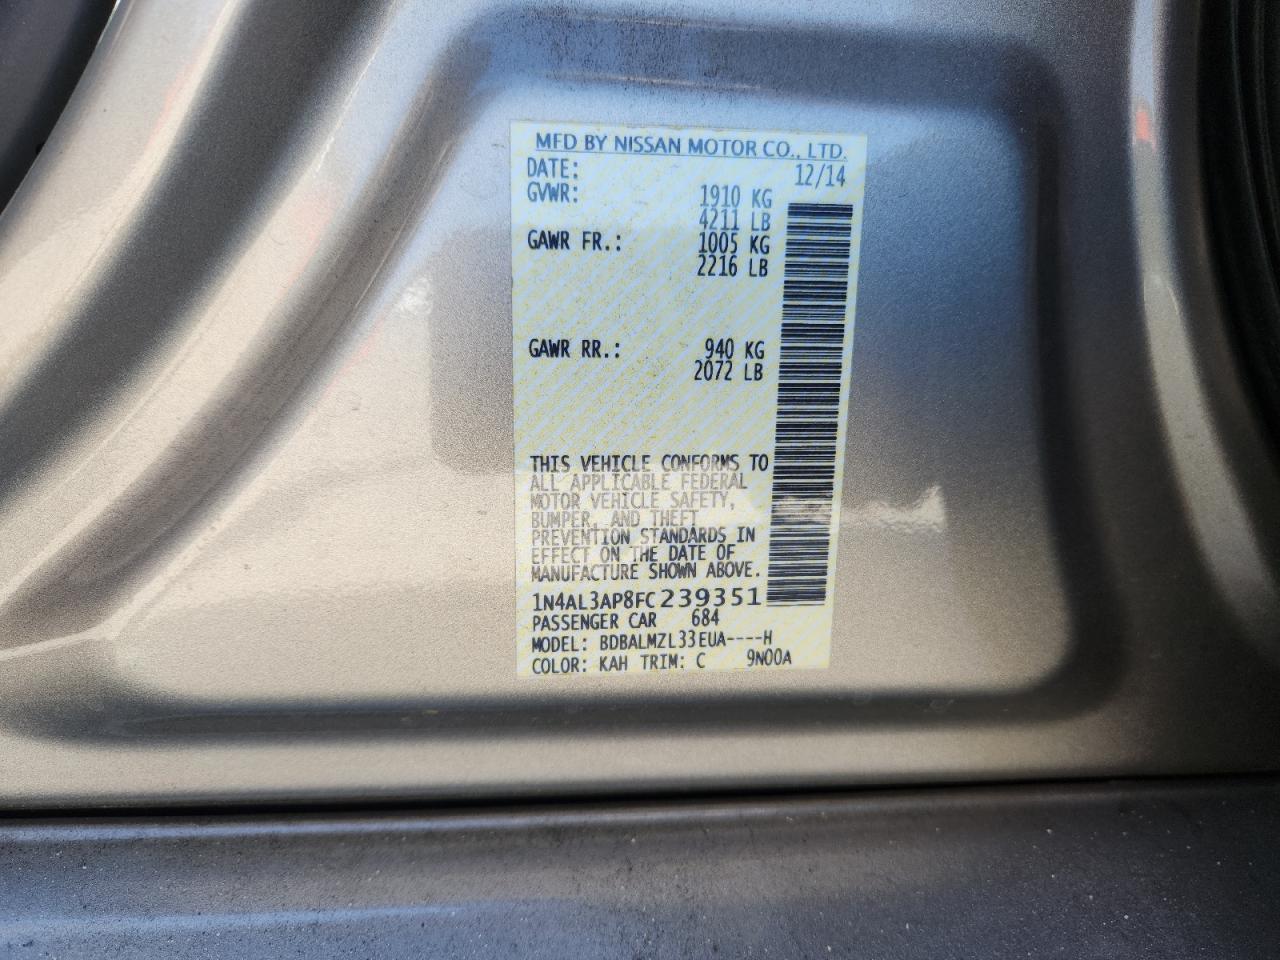 MFD BY NISSAN MOTOR CO., LTD.
DATE: 12/14
GVWR: 1910 KG
4211 LB
GAWR FR.: 1005 KG
2216 LB
GAWR RR.: 940 KG
2072 LB
THIS VEHICLE CONFORMS TO
ALL APPLICABLE FEDERAL
MOTOR VEHICLE SAFETY,
BUMPER, AND THEFT
PREVENTION STANDARDS IN
EFFECT ON THE DATE OF
MANUFACTURE SHOWN ABOVE.
1N4AL3AP8FC239351
PASSENGER CAR 684
MODEL: BDBALMZL33EUA----H
COLOR: KAH TRIM: C 9N00A